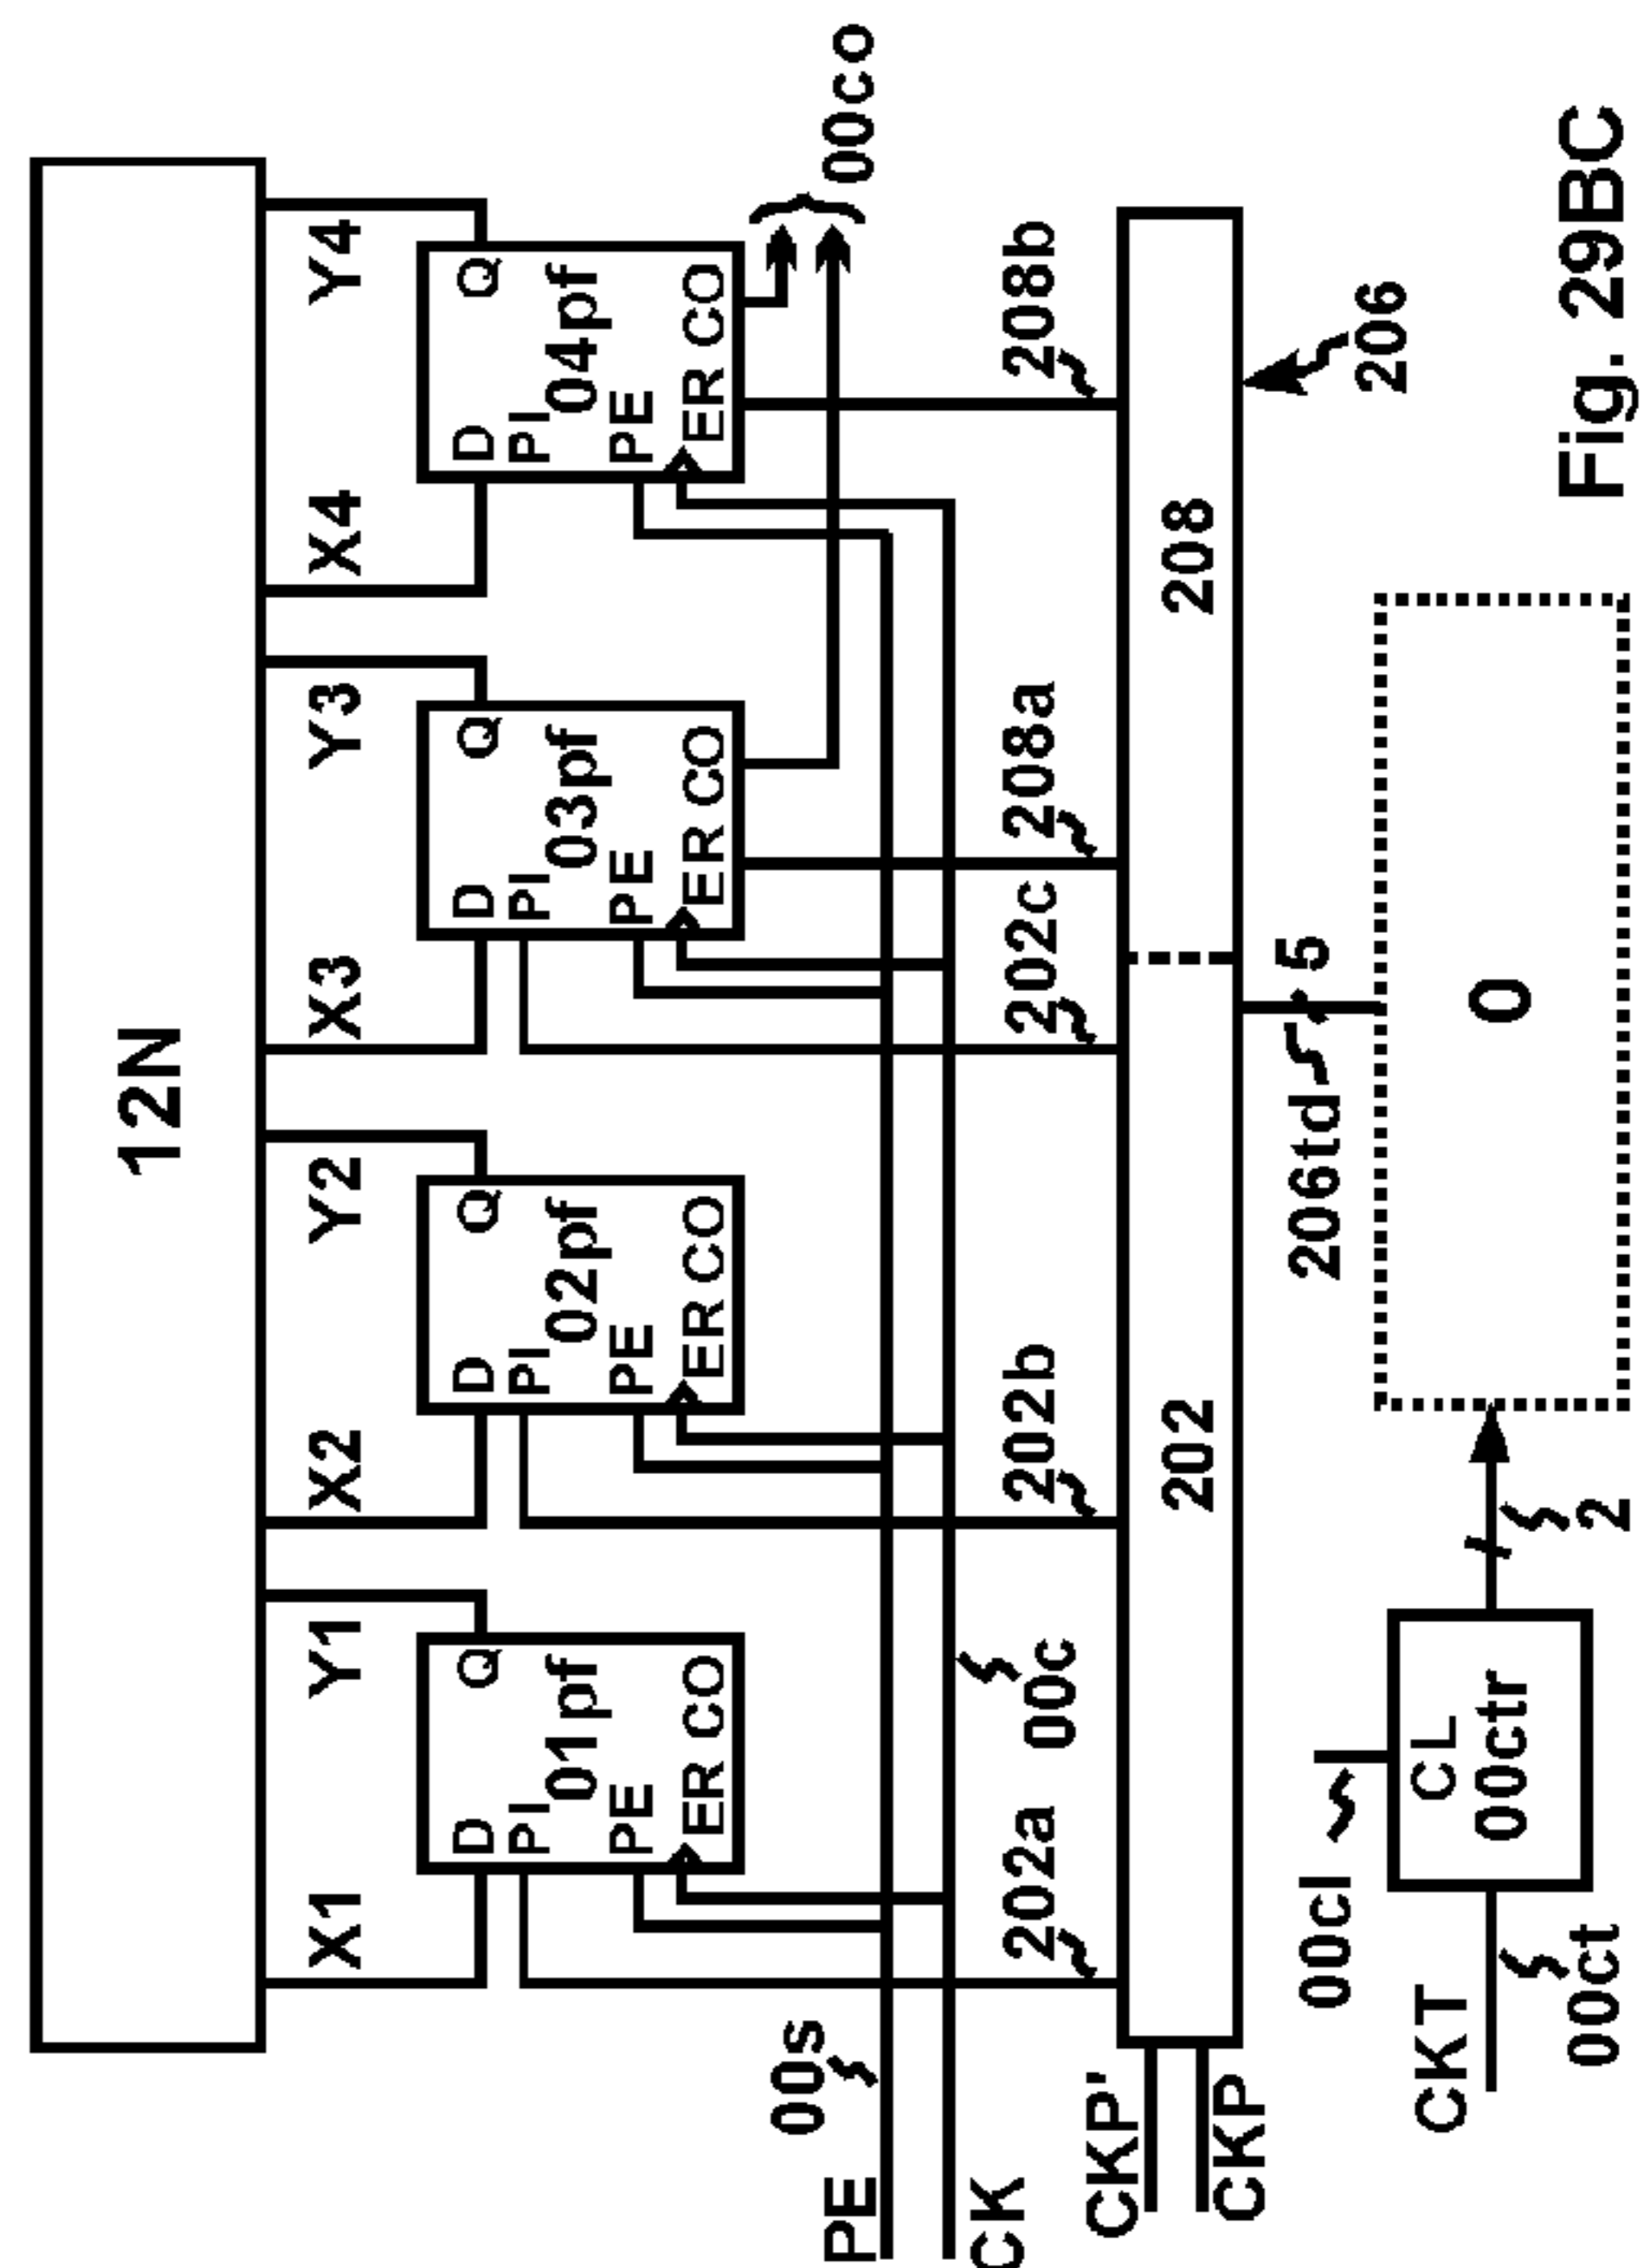 12N
X1 Y1 X2 Y2 X3 Y3 X4 Y4
D Q D Q D Q D Q
PI PI PI PI
01pf 02pf 03pf 04pf
PE PE PE PE
ER CO ER CO ER CO ER CO
00s
00co
PE
CK
202a 00c 202b 202c 208a 208b
CKP'
CKP
202 208
206td 5 206
00cl
CKT
CL
00ctr
0
00ct 2
Fig. 29BC